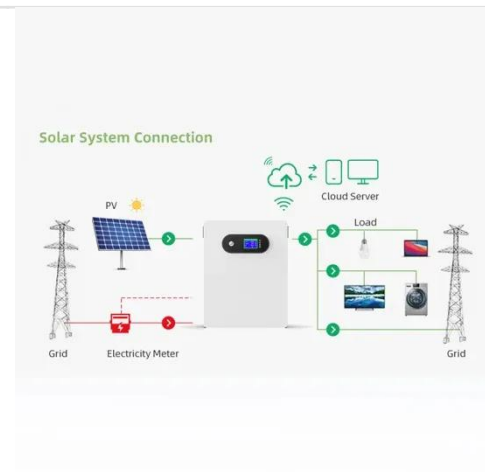 Solar System Connection
Cloud Server
PV
Load
Grid
Electricity Meter
Grid